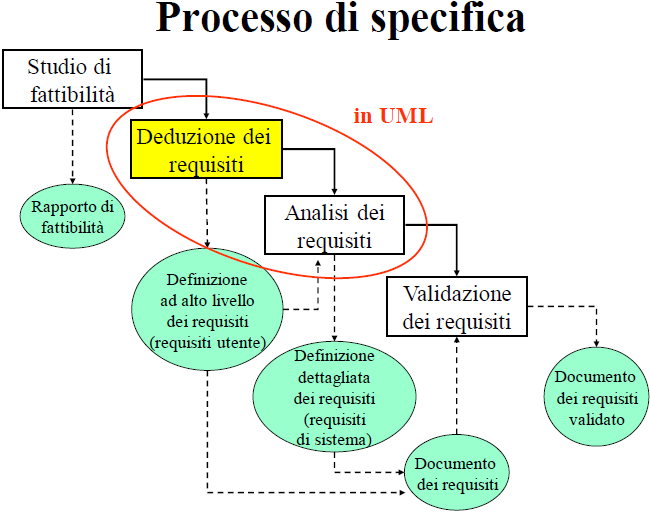 Processo di specifica
Studio di
fattibilità
in UML
Deduzione dei
requisiti
Rapporto di
fattibilità
Analisi dei
requisiti
Definizione
ad alto livello
dei requisiti
(requisiti utente)
Validazione
dei requisiti
Definizione
dettagliata
dei requisiti
(requisiti
di sistema)
Documento
dei requisiti
validato
Documento
dei requisiti